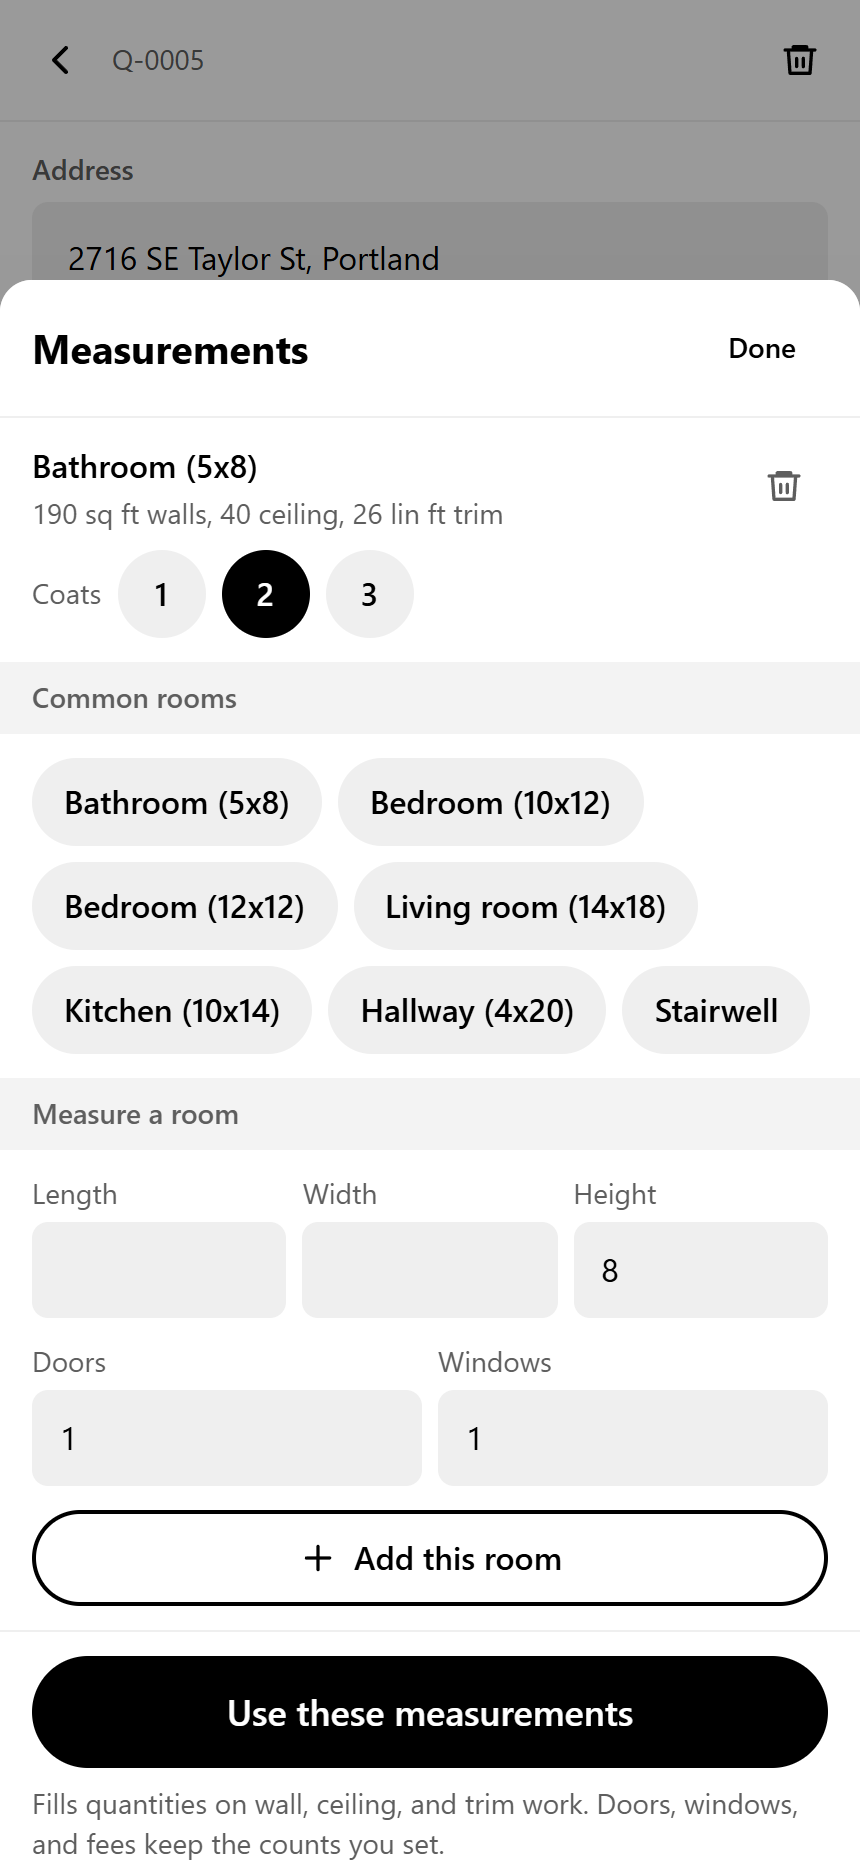 Q-0005
Address
2716 SE Taylor St, Portland
Measurements
Done
Bathroom (5x8)
190 sq ft walls, 40 ceiling, 26 lin ft trim
Coats 1 2 3
Common rooms
Bathroom (5x8) Bedroom (10x12)
Bedroom (12x12) Living room (14x18)
Kitchen (10x14) Hallway (4x20) Stairwell
Measure a room
Length Width Height
8
Doors Windows
1 1
Add this room
Use these measurements
Fills quantities on wall, ceiling, and trim work. Doors, windows,
and fees keep the counts you set.